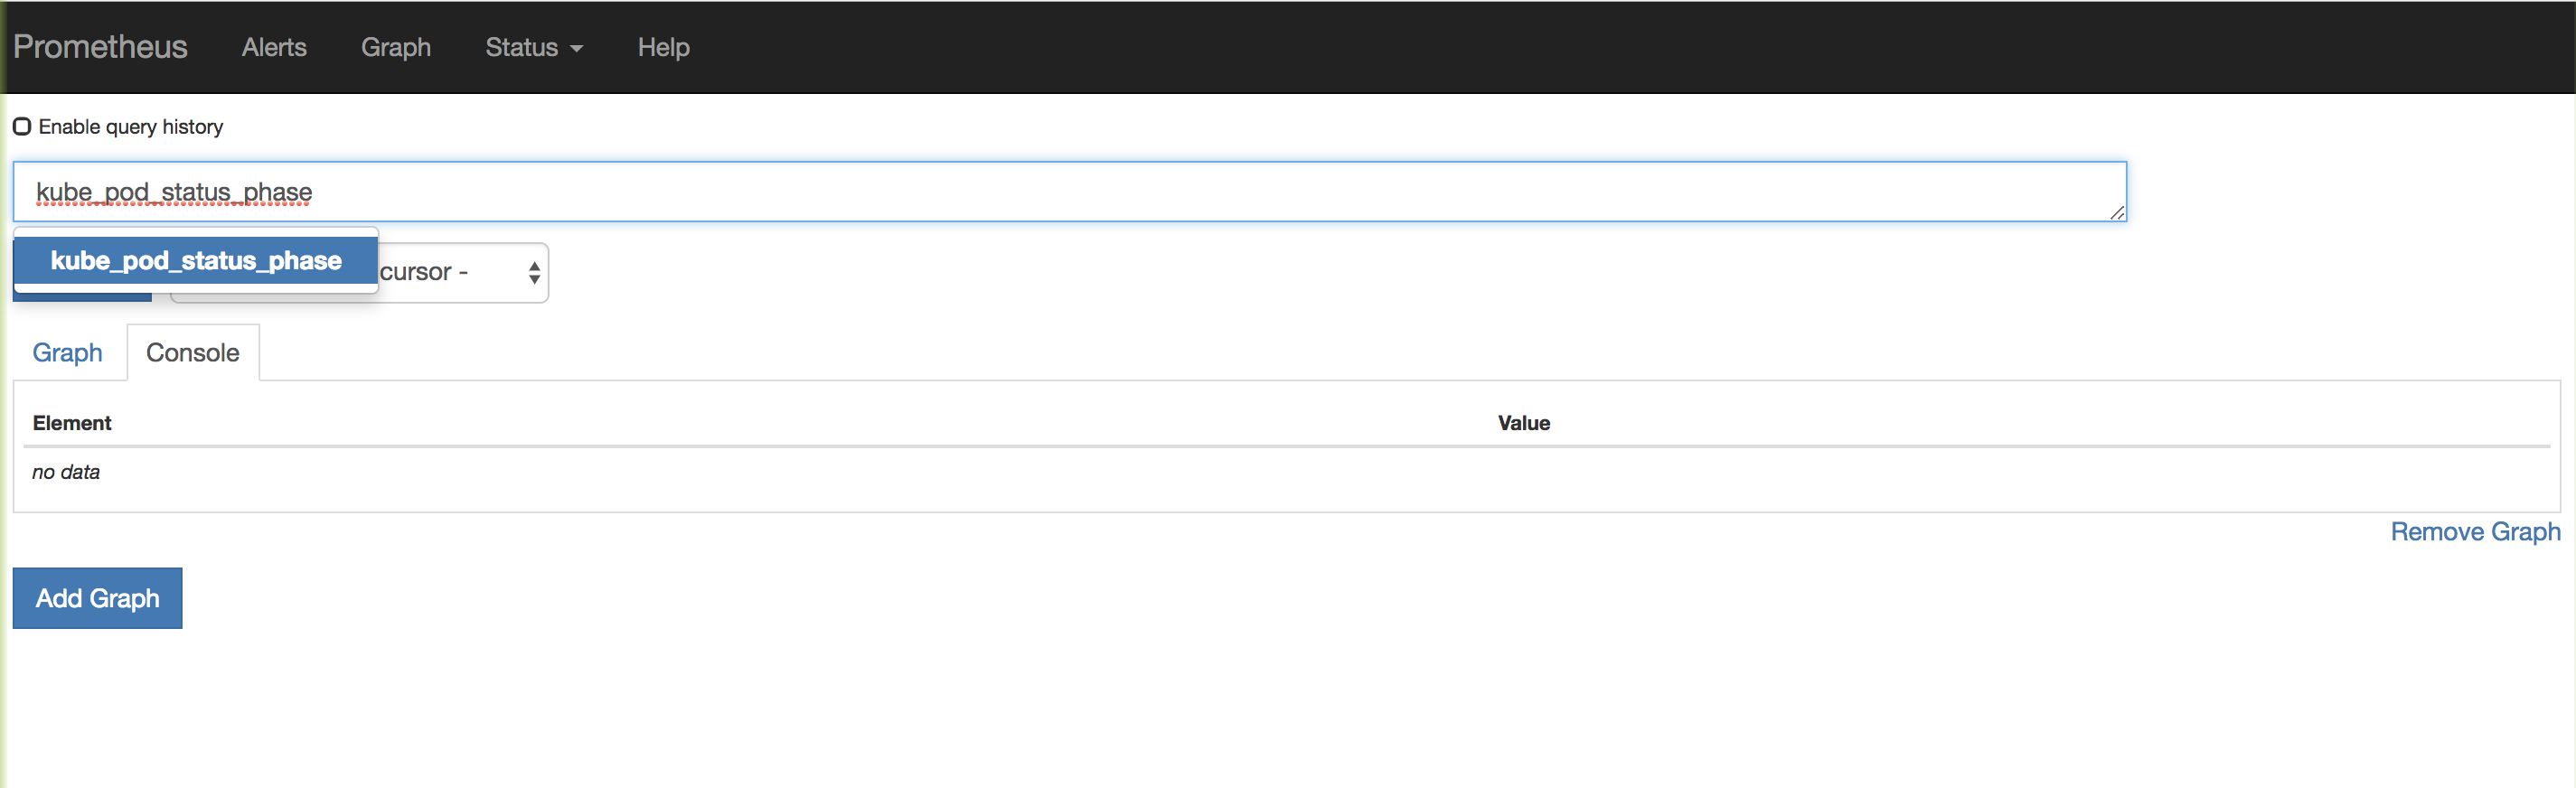 Prometheus Alerts Graph Status Help
Enable query history
kube_pod_status_phase
kube_pod_status_phase
cursor -
Graph Console
Element Value
no data
Remove Graph
Add Graph